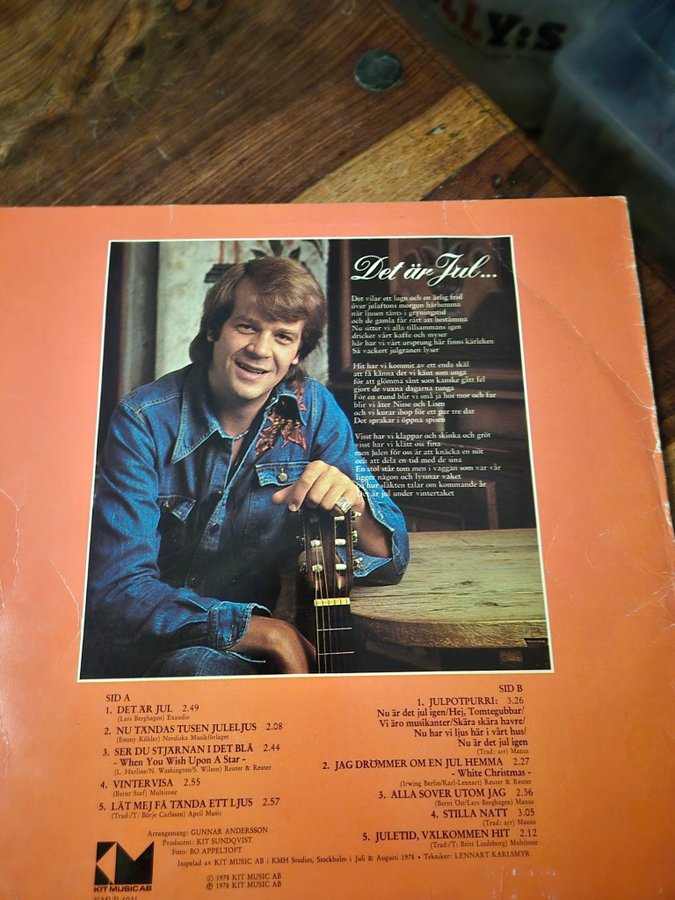 LLY:S
Det är Jul...
Det vilar ett lugn och en ärlig frid
över julaftons morgon härhemma
när ljusen tänts i gryningstid
och de gamla får rätt att bestämma
Nu sitter vi alla tillsammans igen
dricker vårt kaffe och myser
här har vi vårt ursprung här finns kärleken
Så vackert julgranen lyser
Hit har vi kommit av ett enda skäl
att få känna det vi känt som unga
för att glömma sånt som kanske gått fel
gjort de vuxna dagarna tunga
För en stund blir vi små ja hos mor och far
blir vi åter Nisse och Lisen
och vi kurar ihop för ett par tre dar
Det sprakar i öppna spisen
Visst har vi klappar och skinka och gröt
visst har vi klätt oss fina
men Julen för oss är att knäcka en nöt
och att dela en tid med de sina
En stol står tom men i vaggan som var vår
ligger någon och lyssnar vaket
på hur släkten talar om kommande år
Det är jul under vintertaket
SID A
1. DET ÄR JUL 2.49
(Lars Berghagen) Exaudio
2. NU TÄNDAS TUSEN JULELJUS 2.08
(Emmy Köhler) Nordiska Musikförlaget
3. SER DU STJÄRNAN I DET BLÅ 2.44
- When You Wish Upon A Star -
(L. Harline/N. Washington/S. Wilson) Reuter & Reuter
4. VINTERVISA 2.55
(Bernt Staf) Multitone
5. LÅT MEJ FÅ TÄNDA ETT LJUS 2.57
(Trad:/T: Börje Carlsson) April Music
SID B
1. JULPOTPURRI: 3.26
Nu är det jul igen/Hej, Tomtegubbar/
Vi äro musikanter/Skära skära havre/
Nu har vi ljus här i vårt hus/
Nu är det jul igen
(Trad: arr) Manus
2. JAG DRÖMMER OM EN JUL HEMMA 2.27
- White Christmas -
(Irwing Berlin/Karl-Lennart) Reuter & Reuter
3. ALLA SOVER UTOM JAG 2.36
(Bernt Öst/Lars Berghagen) Manus
4. STILLA NATT 3.05
(Trad: arr) Manus
5. JULETID, VÄLKOMMEN HIT 2.12
(Trad:/T: Britt Lindeborg) Multitone
Arrangemang: GUNNAR ANDERSSON
Producent: KIT SUNDQVIST
Foto: BO APPELTOFT
Inspelad av KIT MUSIC AB i KMH Studios, Stockholm i Juli & Augusti 1978 • Tekniker: LENNART KARLSMYR
Ⓒ 1978 KIT MUSIC AB
Ⓟ 1978 KIT MUSIC AB
KM
KIT MUSIC AB